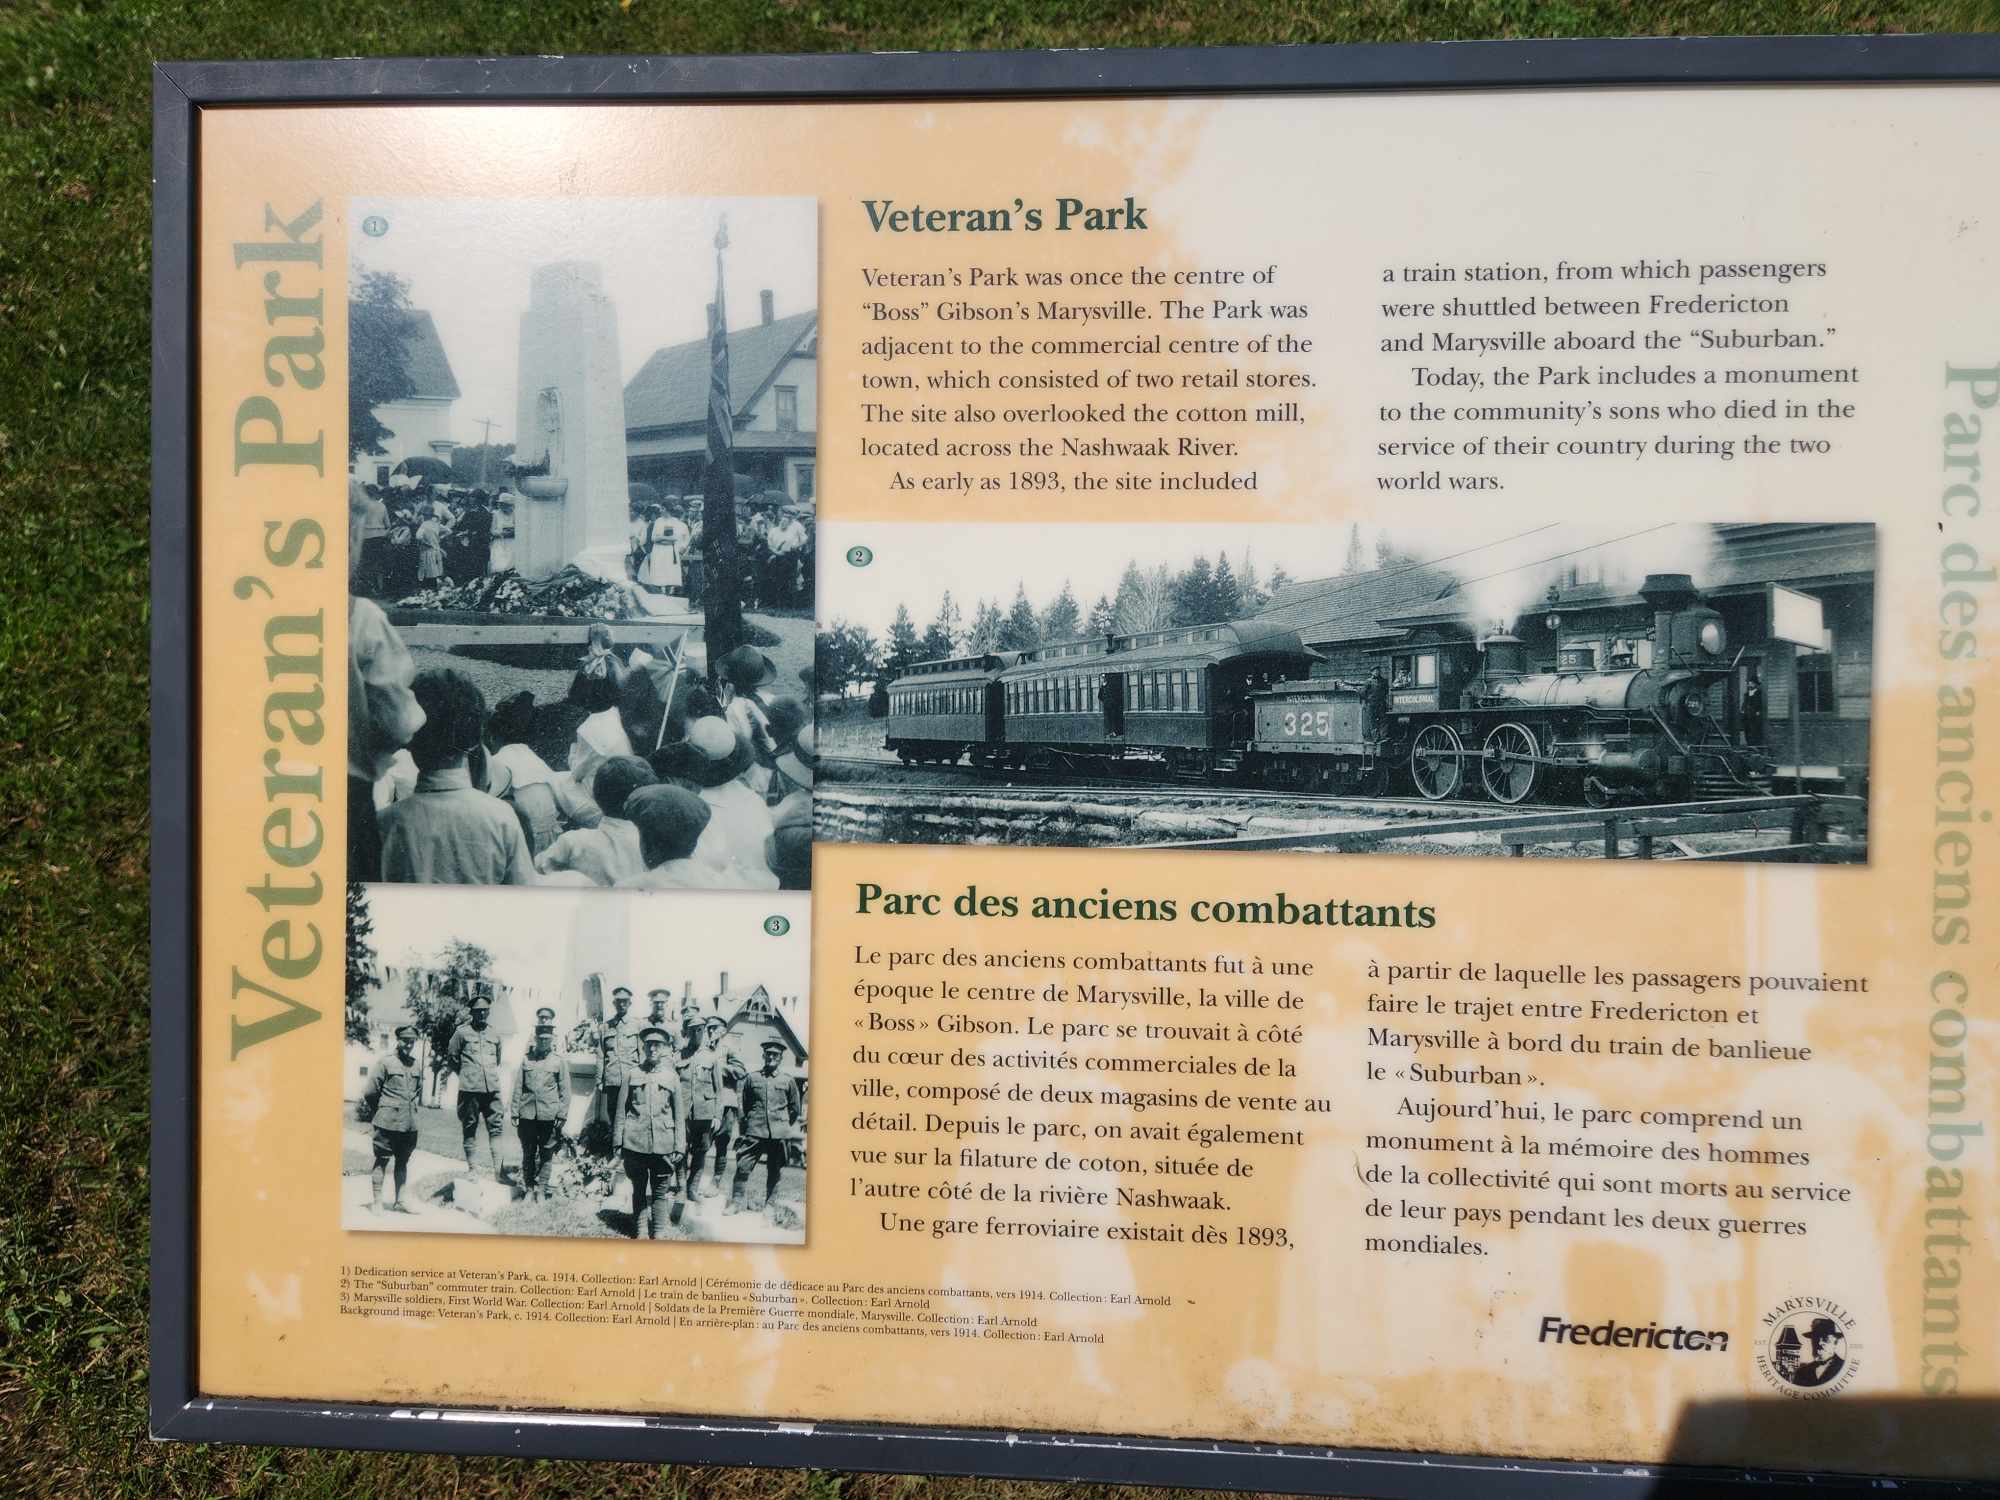 Veteran's Park
1
Veteran's Park
Veteran's Park was once the centre of
“Boss” Gibson's Marysville. The Park was
adjacent to the commercial centre of the
town, which consisted of two retail stores.
The site also overlooked the cotton mill,
located across the Nashwaak River.
As early as 1893, the site included
a train station, from which passengers
were shuttled between Fredericton
and Marysville aboard the “Suburban.”
Today, the Park includes a monument
to the community's sons who died in the
service of their country during the two
world wars.
2
INTERCOLONIAL
325
INTERCOLONIAL
25
3
Parc des anciens combattants
Le parc des anciens combattants fut à une
époque le centre de Marysville, la ville de
« Boss » Gibson. Le parc se trouvait à côté
du cœur des activités commerciales de la
ville, composé de deux magasins de vente au
détail. Depuis le parc, on avait également
vue sur la filature de coton, située de
l'autre côté de la rivière Nashwaak.
Une gare ferroviaire existait dès 1893,
à partir de laquelle les passagers pouvaient
faire le trajet entre Fredericton et
Marysville à bord du train de banlieue
le « Suburban ».
Aujourd'hui, le parc comprend un
monument à la mémoire des hommes
de la collectivité qui sont morts au service
de leur pays pendant les deux guerres
mondiales.
1) Dedication service at Veteran's Park, ca. 1914. Collection: Earl Arnold | Cérémonie de dédicace au Parc des anciens combattants, vers 1914. Collection : Earl Arnold
2) The “Suburban” commuter train. Collection: Earl Arnold | Le train de banlieu « Suburban ». Collection : Earl Arnold
3) Marysville soldiers, First World War. Collection: Earl Arnold | Soldats de la Première Guerre mondiale, Marysville. Collection : Earl Arnold
Background image: Veteran's Park, c. 1914. Collection: Earl Arnold | En arrière-plan : au Parc des anciens combattants, vers 1914. Collection : Earl Arnold
Fredericton
MARYSVILLE
HERITAGE COMMITTEE
Parc des anciens combattants